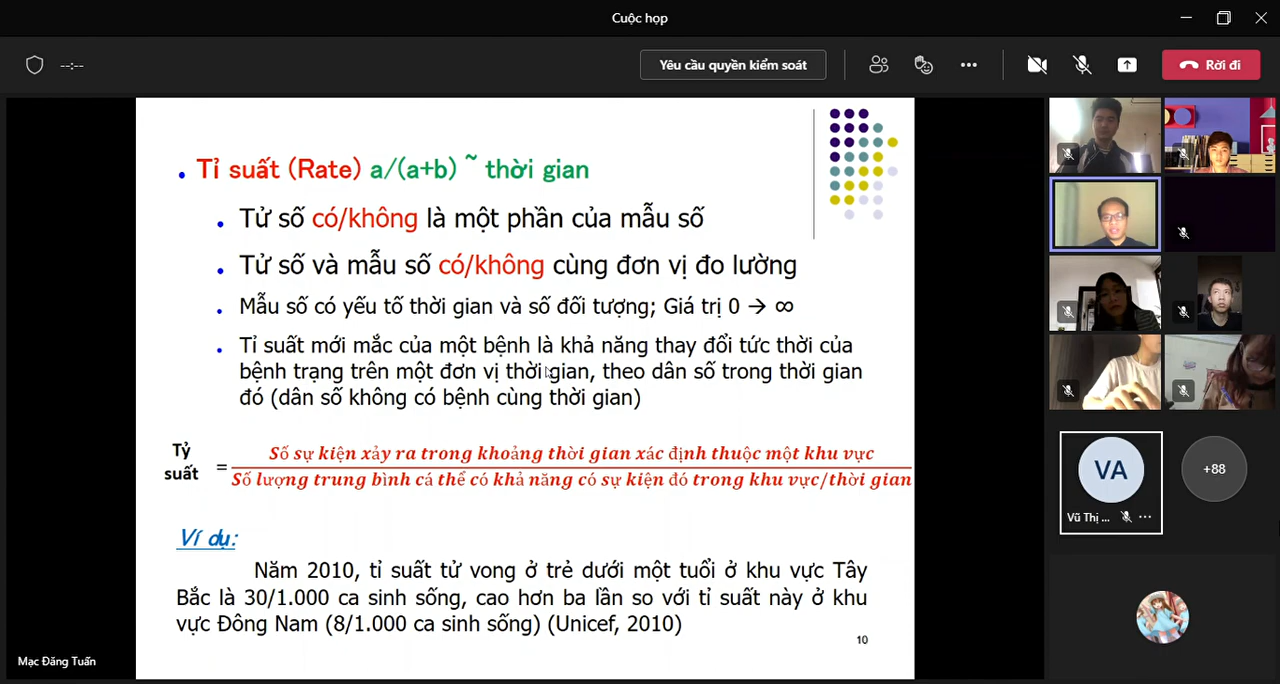 Cuộc họp
--:--
Yêu cầu quyền kiểm soát
Rời đi
Tỉ suất (Rate) a/(a+b) ~ thời gian
Tử số có/không là một phần của mẫu số
Tử số và mẫu số có/không cùng đơn vị đo lường
Mẫu số có yếu tố thời gian và số đối tượng; Giá trị 0 → ∞
Tỉ suất mới mắc của một bệnh là khả năng thay đổi tức thời của
bệnh trạng trên một đơn vị thời gian, theo dân số trong thời gian
đó (dân số không có bệnh cùng thời gian)
Tỷ
suất
=
Số sự kiện xảy ra trong khoảng thời gian xác định thuộc một khu vực
Số lượng trung bình cá thể có khả năng có sự kiện đó trong khu vực/thời gian
Ví dụ:
Năm 2010, tỉ suất tử vong ở trẻ dưới một tuổi ở khu vực Tây
Bắc là 30/1.000 ca sinh sống, cao hơn ba lần so với tỉ suất này ở khu
vực Đông Nam (8/1.000 ca sinh sống) (Unicef, 2010)
10
Mạc Đăng Tuấn
VA
Vũ Thị ...
+88